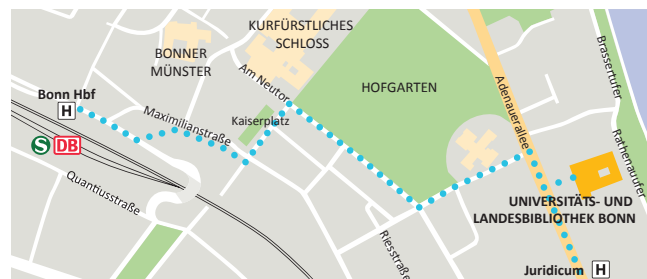 KURFÜRSTLICHES
SCHLOSS
BONNER
MÜNSTER
Am Neutor
HOFGARTEN
Adenauerallee
Brassertufer
Rathenauufer
Bonn Hbf
H
Maximilianstraße
Kaiserplatz
S
DB
Quantiusstraße
Riesstraße
UNIVERSITÄTS- UND
LANDESBIBLIOTHEK BONN
Juridicum
H